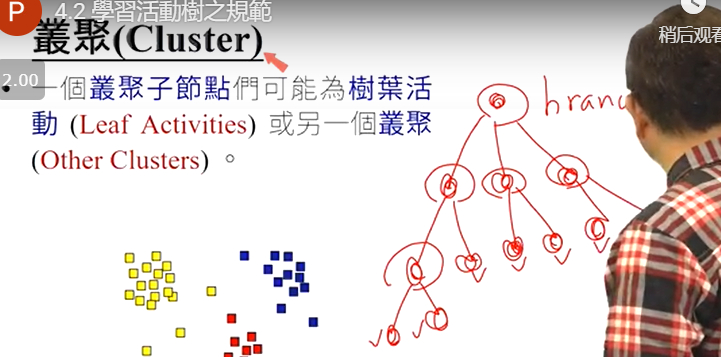 P
4.2 學習活動樹之規範
叢聚(Cluster)
稍后观看
2.00
• 一個叢聚子節點們可能為樹葉活
動 (Leaf Activities) 或另一個叢聚
(Other Clusters) 。